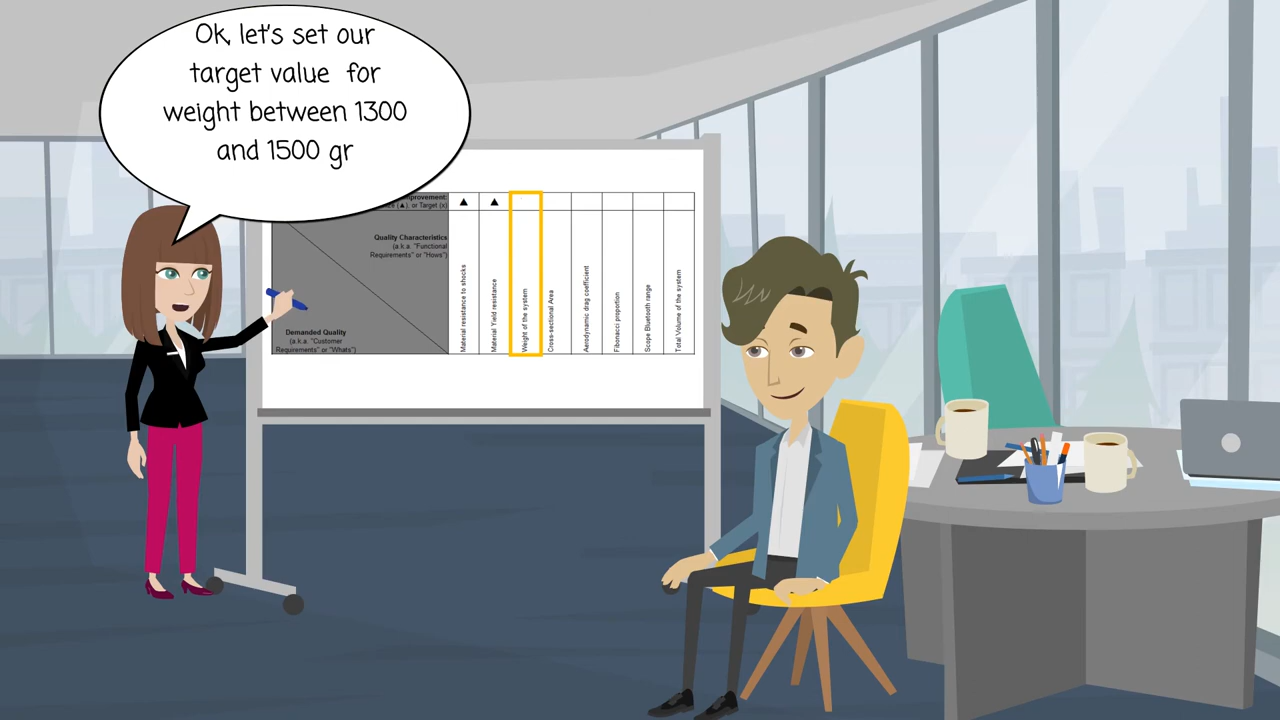 Ok, let's set our
target value for
weight between 1300
and 1500 gr
(▲), or Target (x)
Quality Characteristics
(a.k.a. "Functional
Requirements" or "Hows")
Demanded Quality
(a.k.a. "Customer
Requirements" or "Whats")
Material resistance to shocks
Material Yield resistance
Weight of the system
Cross-sectional Area
Aerodynamic drag coefficient
Fibonacci proportion
Scope Bluetooth range
Total Volume of the system